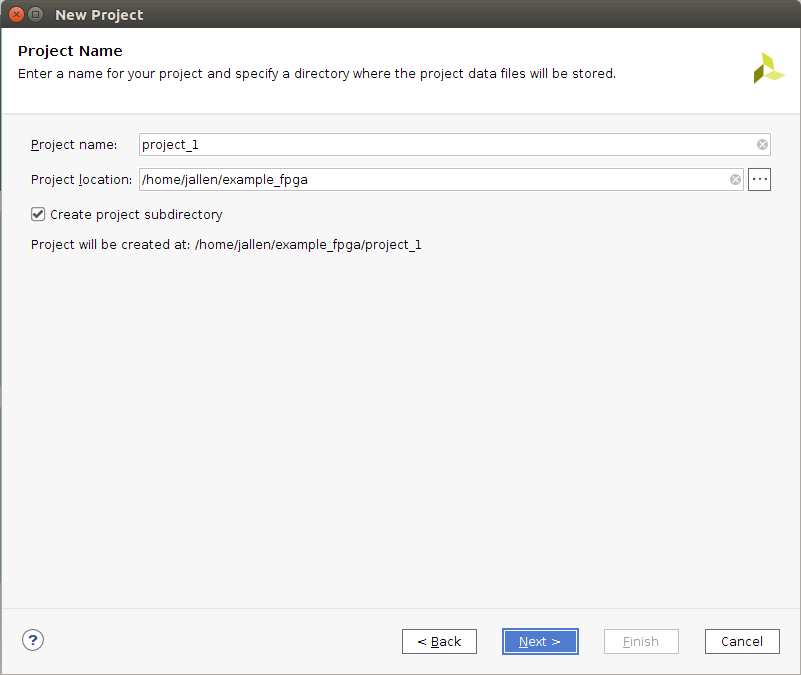 New Project
Project Name
Enter a name for your project and specify a directory where the project data files will be stored.
Project name: project_1
Project location: /home/jallen/example_fpga ...
Create project subdirectory
Project will be created at: /home/jallen/example_fpga/project_1
? < Back Next > Finish Cancel